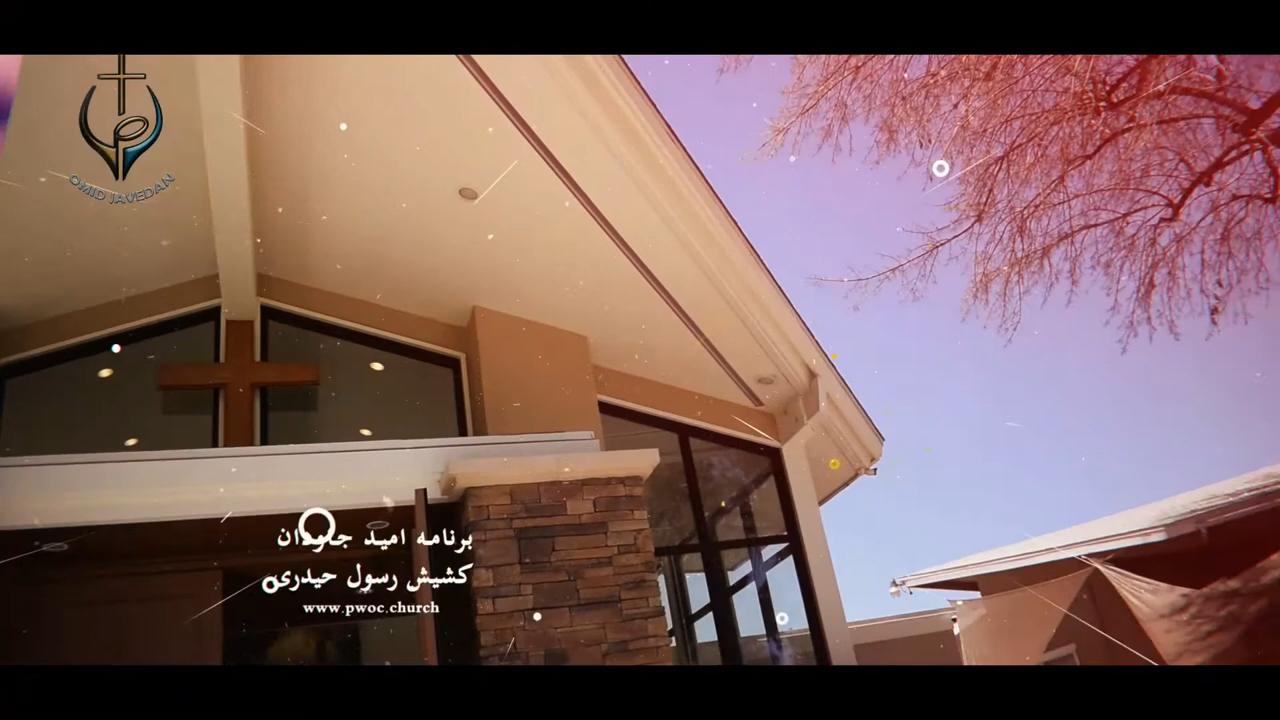 OMID JAVEDAN
برنامه امید جاودان
کشیش رسول حیدری
www.pwoc.church